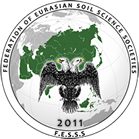 FEDERATION OF EURASIAN SOIL SCIENCE SOCIETIES
2011
F.E.S.S.S